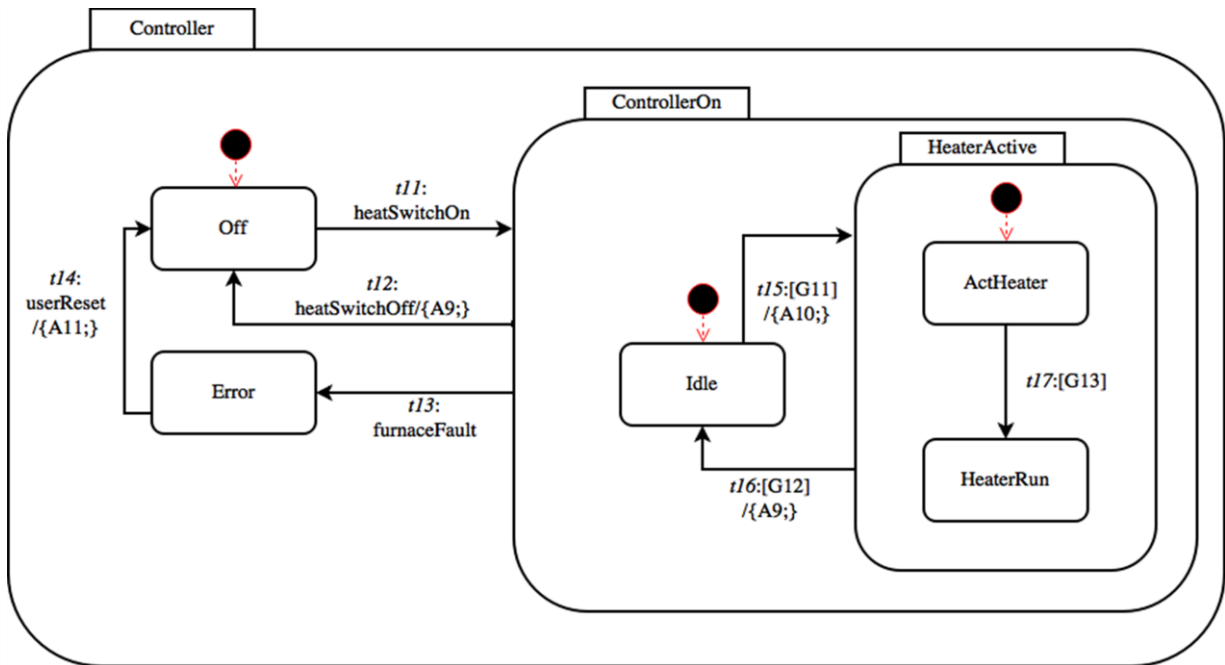 Controller
ControllerOn
HeaterActive
t11:
heatSwitchOn
Off
t12:
heatSwitchOff/{A9;}
t14:
userReset
/{A11;}
Error
t13:
furnaceFault
t15:[G11]
/{A10;}
Idle
t16:[G12]
/{A9;}
ActHeater
t17:[G13]
HeaterRun